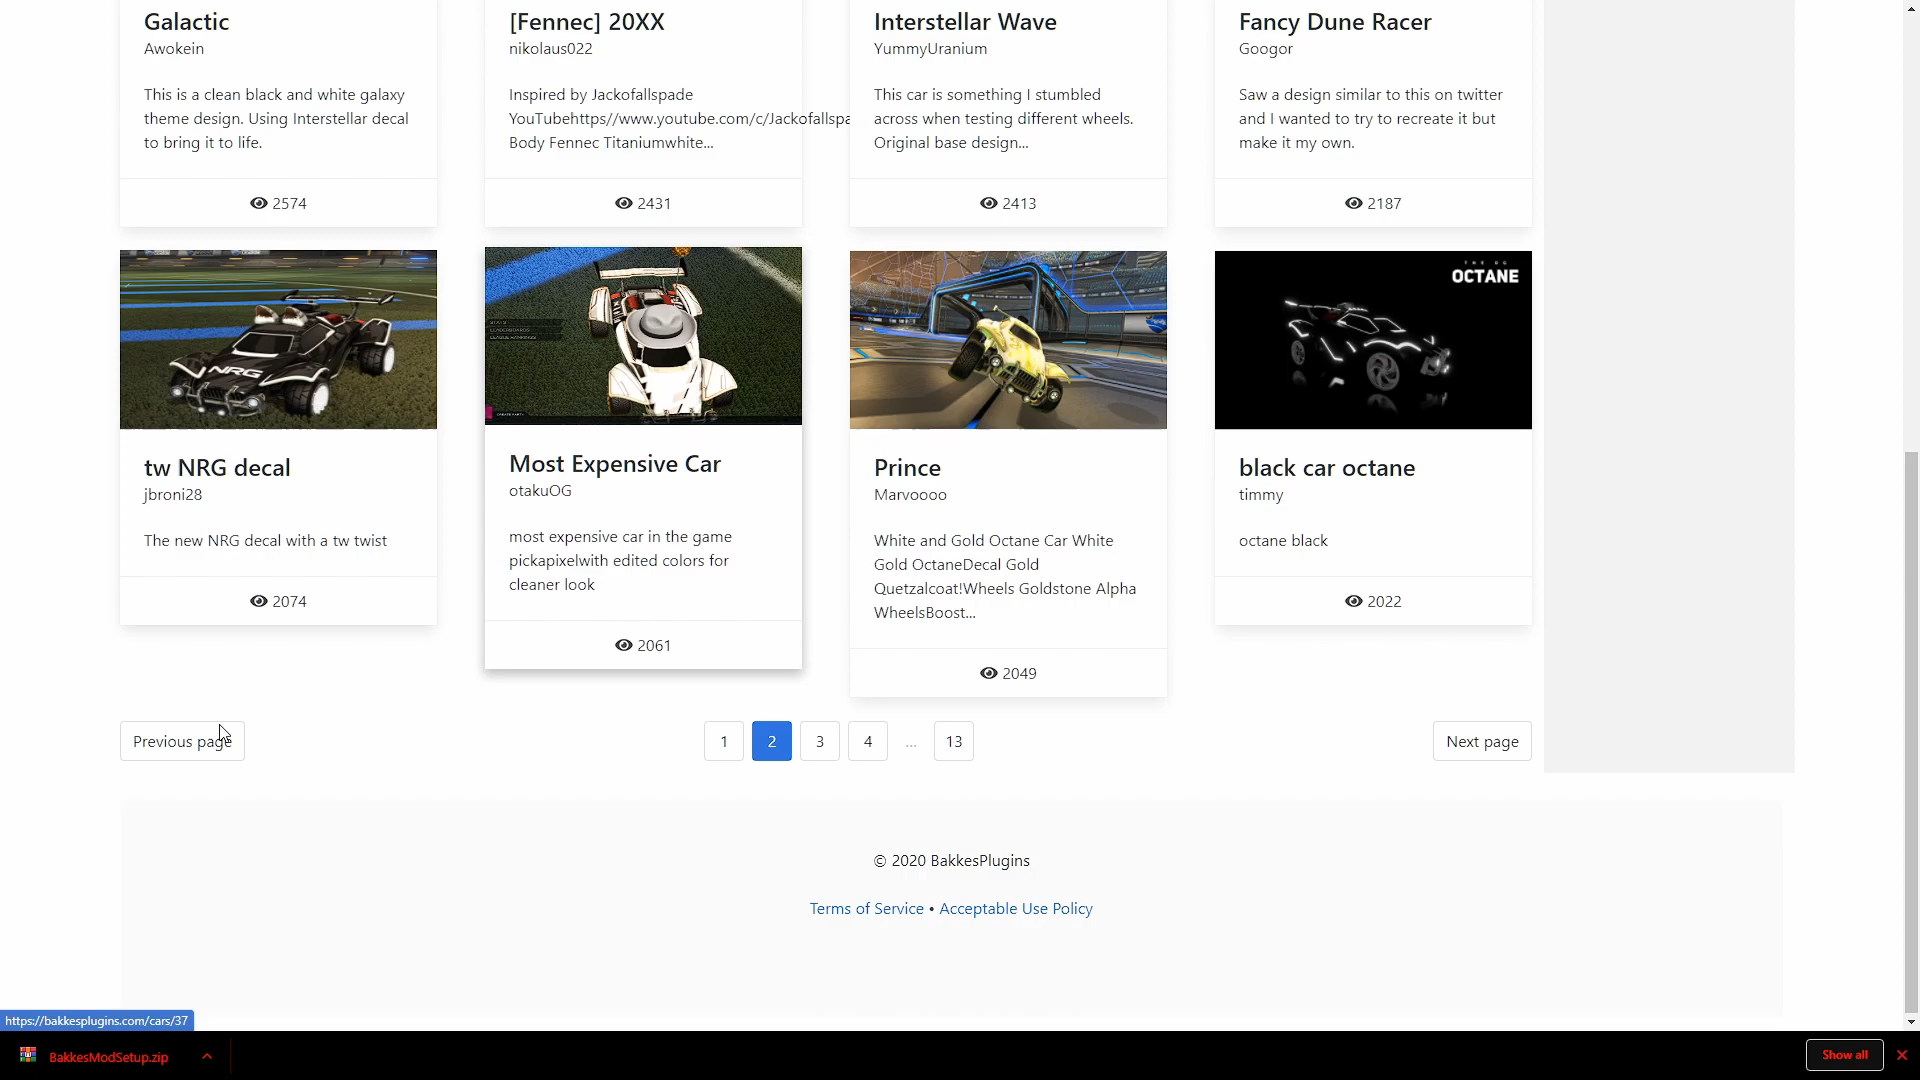 Galactic
Awokein
This is a clean black and white galaxy
theme design. Using Interstellar decal
to bring it to life.
2574
[Fennec] 20XX
nikolaus022
Inspired by Jackofallspade
YouTubehttps//www.youtube.com/c/Jackofallspa
Body Fennec Titaniumwhite...
2431
Interstellar Wave
YummyUranium
This car is something I stumbled
across when testing different wheels.
Original base design...
2413
Fancy Dune Racer
Googor
Saw a design similar to this on twitter
and I wanted to try to recreate it but
make it my own.
2187
NRG
tw NRG decal
jbroni28
The new NRG decal with a tw twist
2074
LEADERBOARDS
LEAGUE RANKINGS
CREATE PARTY
Most Expensive Car
otakuOG
most expensive car in the game
pickapixelwith edited colors for
cleaner look
2061
Prince
Marvoooo
White and Gold Octane Car White
Gold OctaneDecal Gold
Quetzalcoat!Wheels Goldstone Alpha
WheelsBoost...
2049
THE OG
OCTANE
black car octane
timmy
octane black
2022
Previous page
1
2
3
4
...
13
Next page
© 2020 BakkesPlugins
Terms of Service • Acceptable Use Policy
https://bakkesplugins.com/cars/37
BakkesModSetup.zip
Show all